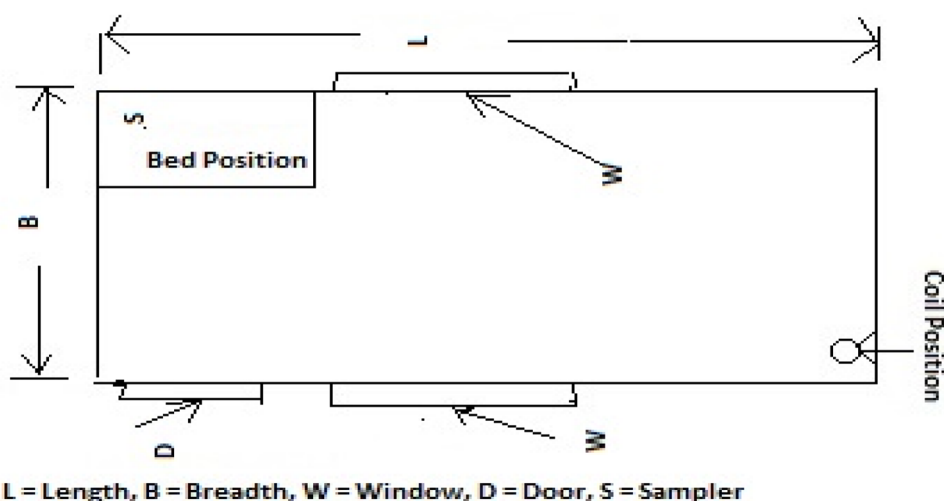 L
S
Bed Position
W
B
Coil Position
D
W
L = Length, B = Breadth, W = Window, D = Door, S = Sampler